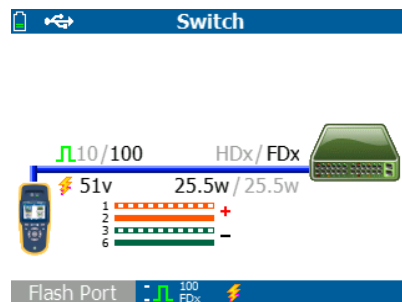 Switch
10/100 HDx/FDx
51v 25.5w/25.5w
1 +
2
3 –
6
Flash Port 100 FDx